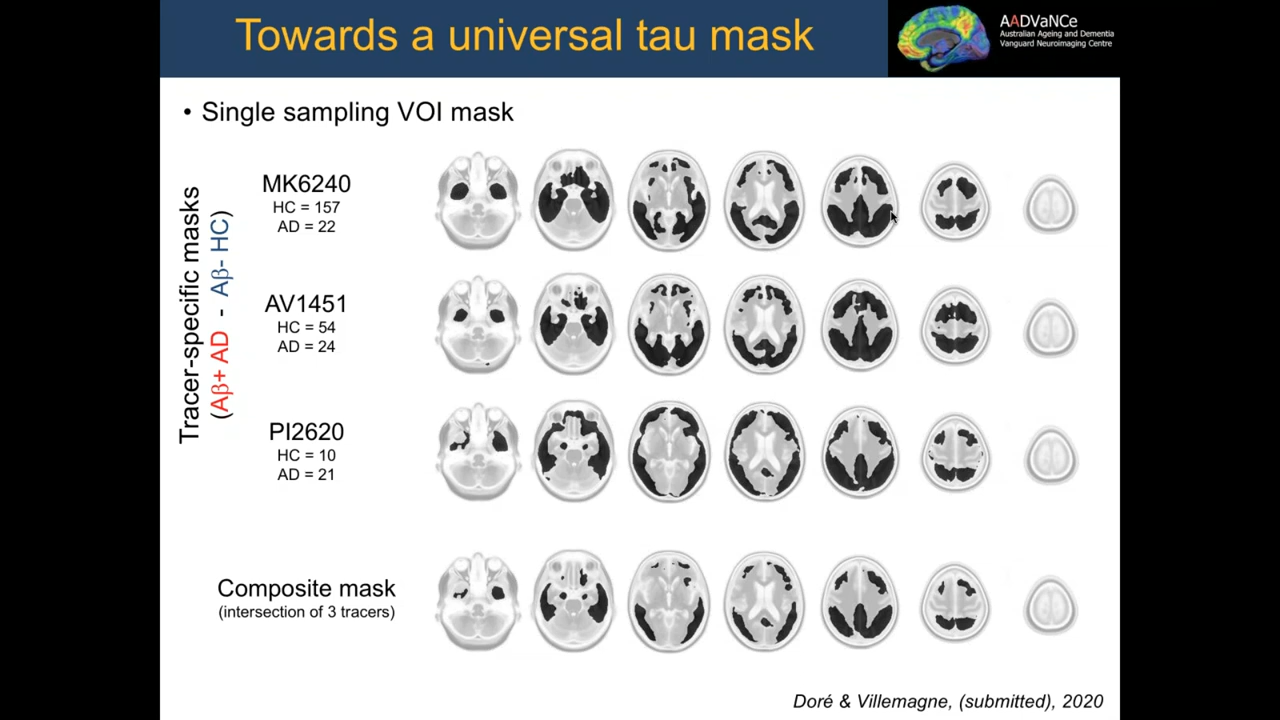 Towards a universal tau mask
AADVaNCe
Australian Ageing and Dementia
Vanguard Neuroimaging Centre
• Single sampling VOI mask
Tracer-specific masks
(Aβ+ AD - Aβ- HC)
MK6240
HC = 157
AD = 22
AV1451
HC = 54
AD = 24
PI2620
HC = 10
AD = 21
Composite mask
(intersection of 3 tracers)
Doré & Villemagne, (submitted), 2020